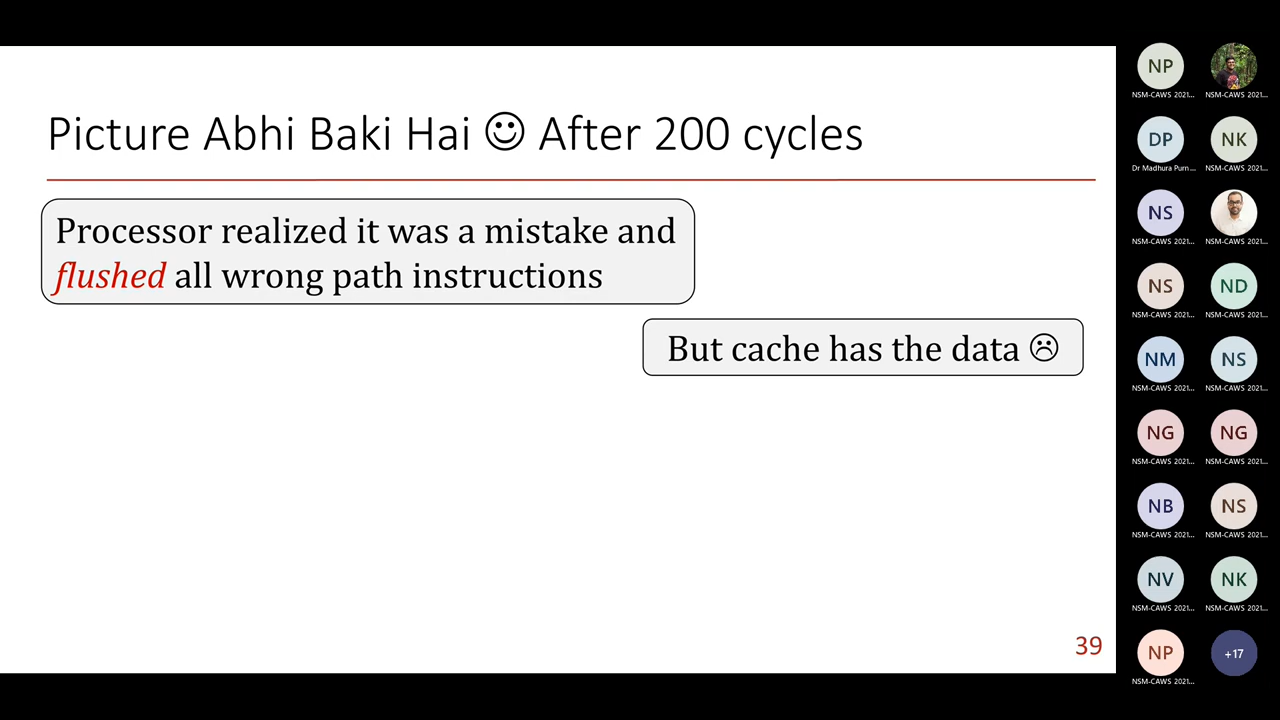 Picture Abhi Baki Hai ☺ After 200 cycles
Processor realized it was a mistake and
flushed all wrong path instructions
But cache has the data ☹
39
NP
NSM-CAWS 2021...
NSM-CAWS 2021...
DP
Dr Madhura Purn...
NK
NSM-CAWS 2021...
NS
NSM-CAWS 2021...
NSM-CAWS 2021...
NS
NSM-CAWS 2021...
ND
NSM-CAWS 2021...
NM
NSM-CAWS 2021...
NS
NSM-CAWS 2021...
NG
NSM-CAWS 2021...
NG
NSM-CAWS 2021...
NB
NSM-CAWS 2021...
NS
NSM-CAWS 2021...
NV
NSM-CAWS 2021...
NK
NSM-CAWS 2021...
NP
NSM-CAWS 2021...
+17